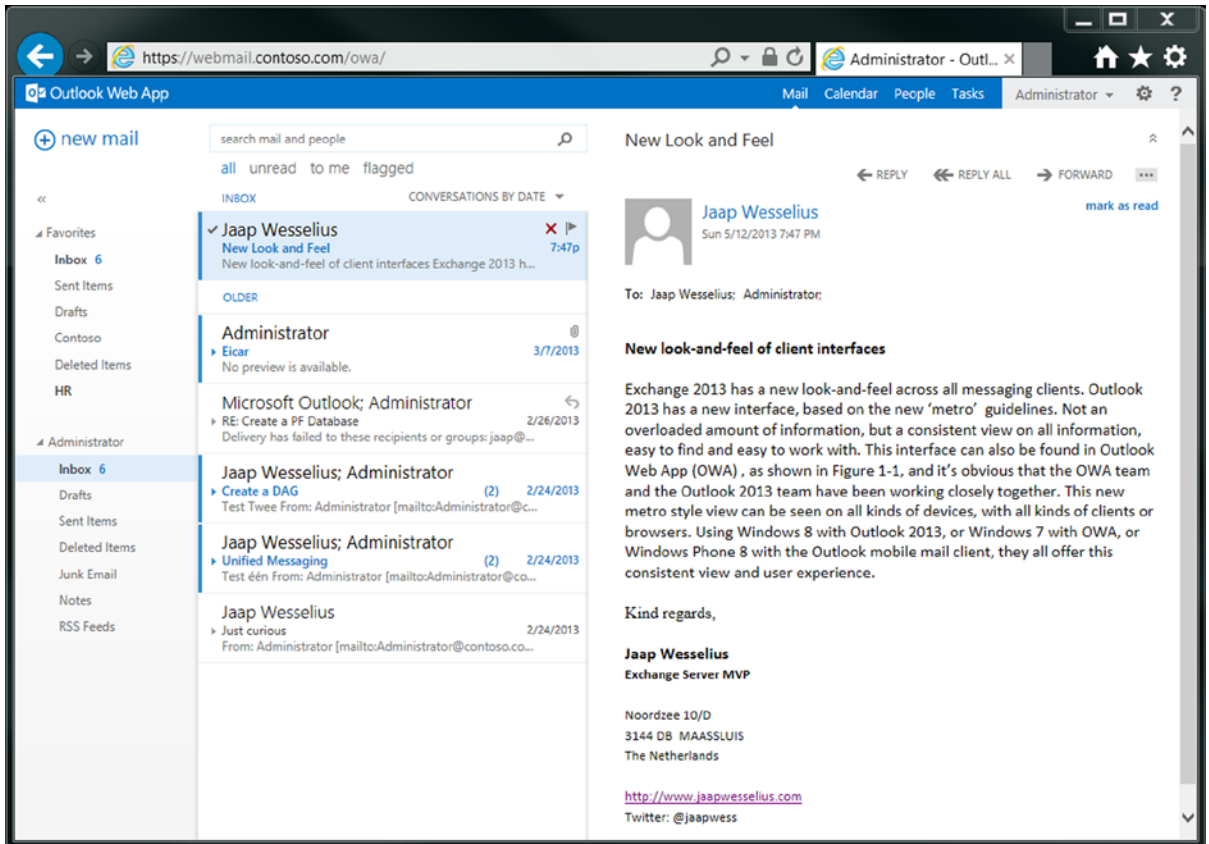 https://webmail.contoso.com/owa/
Administrator - Outl...
Outlook Web App
Mail Calendar People Tasks Administrator ?
new mail
«
Favorites
Inbox 6
Sent Items
Drafts
Contoso
Deleted Items
HR
Administrator
Inbox 6
Drafts
Sent Items
Deleted Items
Junk Email
Notes
RSS Feeds
search mail and people
all unread to me flagged
INBOX CONVERSATIONS BY DATE
Jaap Wesselius
New Look and Feel 7:47p
New look-and-feel of client interfaces Exchange 2013 h...
OLDER
Administrator
Eicar 3/7/2013
No preview is available.
Microsoft Outlook; Administrator
RE: Create a PF Database 2/26/2013
Delivery has failed to these recipients or groups: jaap@...
Jaap Wesselius; Administrator
Create a DAG (2) 2/24/2013
Test Twee From: Administrator [mailto:Administrator@c...
Jaap Wesselius; Administrator
Unified Messaging (2) 2/24/2013
Test één From: Administrator [mailto:Administrator@co...
Jaap Wesselius
Just curious 2/24/2013
From: Administrator [mailto:Administrator@contoso.co...
New Look and Feel
REPLY REPLY ALL FORWARD ...
mark as read
Jaap Wesselius
Sun 5/12/2013 7:47 PM
To: Jaap Wesselius; Administrator;
New look-and-feel of client interfaces
Exchange 2013 has a new look-and-feel across all messaging clients. Outlook
2013 has a new interface, based on the new ‘metro’ guidelines. Not an
overloaded amount of information, but a consistent view on all information,
easy to find and easy to work with. This interface can also be found in Outlook
Web App (OWA) , as shown in Figure 1-1, and it’s obvious that the OWA team
and the Outlook 2013 team have been working closely together. This new
metro style view can be seen on all kinds of devices, with all kinds of clients or
browsers. Using Windows 8 with Outlook 2013, or Windows 7 with OWA, or
Windows Phone 8 with the Outlook mobile mail client, they all offer this
consistent view and user experience.
Kind regards,
Jaap Wesselius
Exchange Server MVP
Noordzee 10/D
3144 DB MAASSLUIS
The Netherlands
http://www.jaapwesselius.com
Twitter: @jaapwess